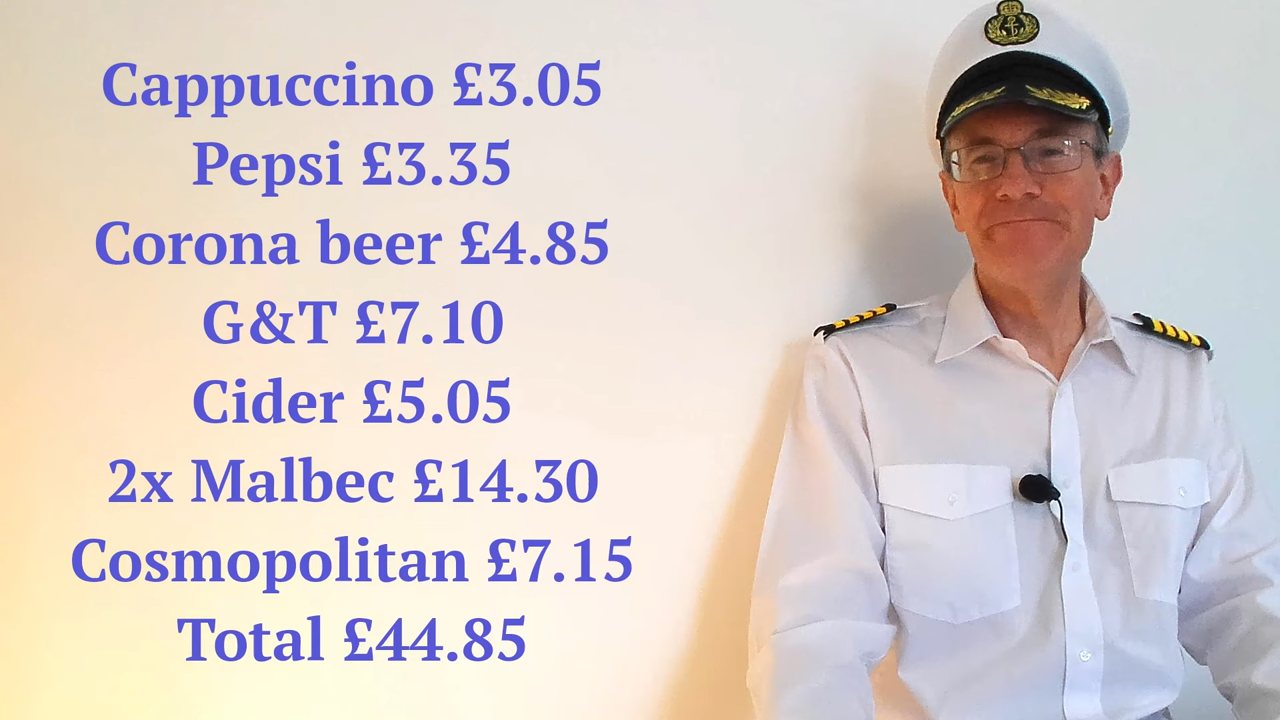 Cappuccino £3.05
Pepsi £3.35
Corona beer £4.85
G&T £7.10
Cider £5.05
2x Malbec £14.30
Cosmopolitan £7.15
Total £44.85